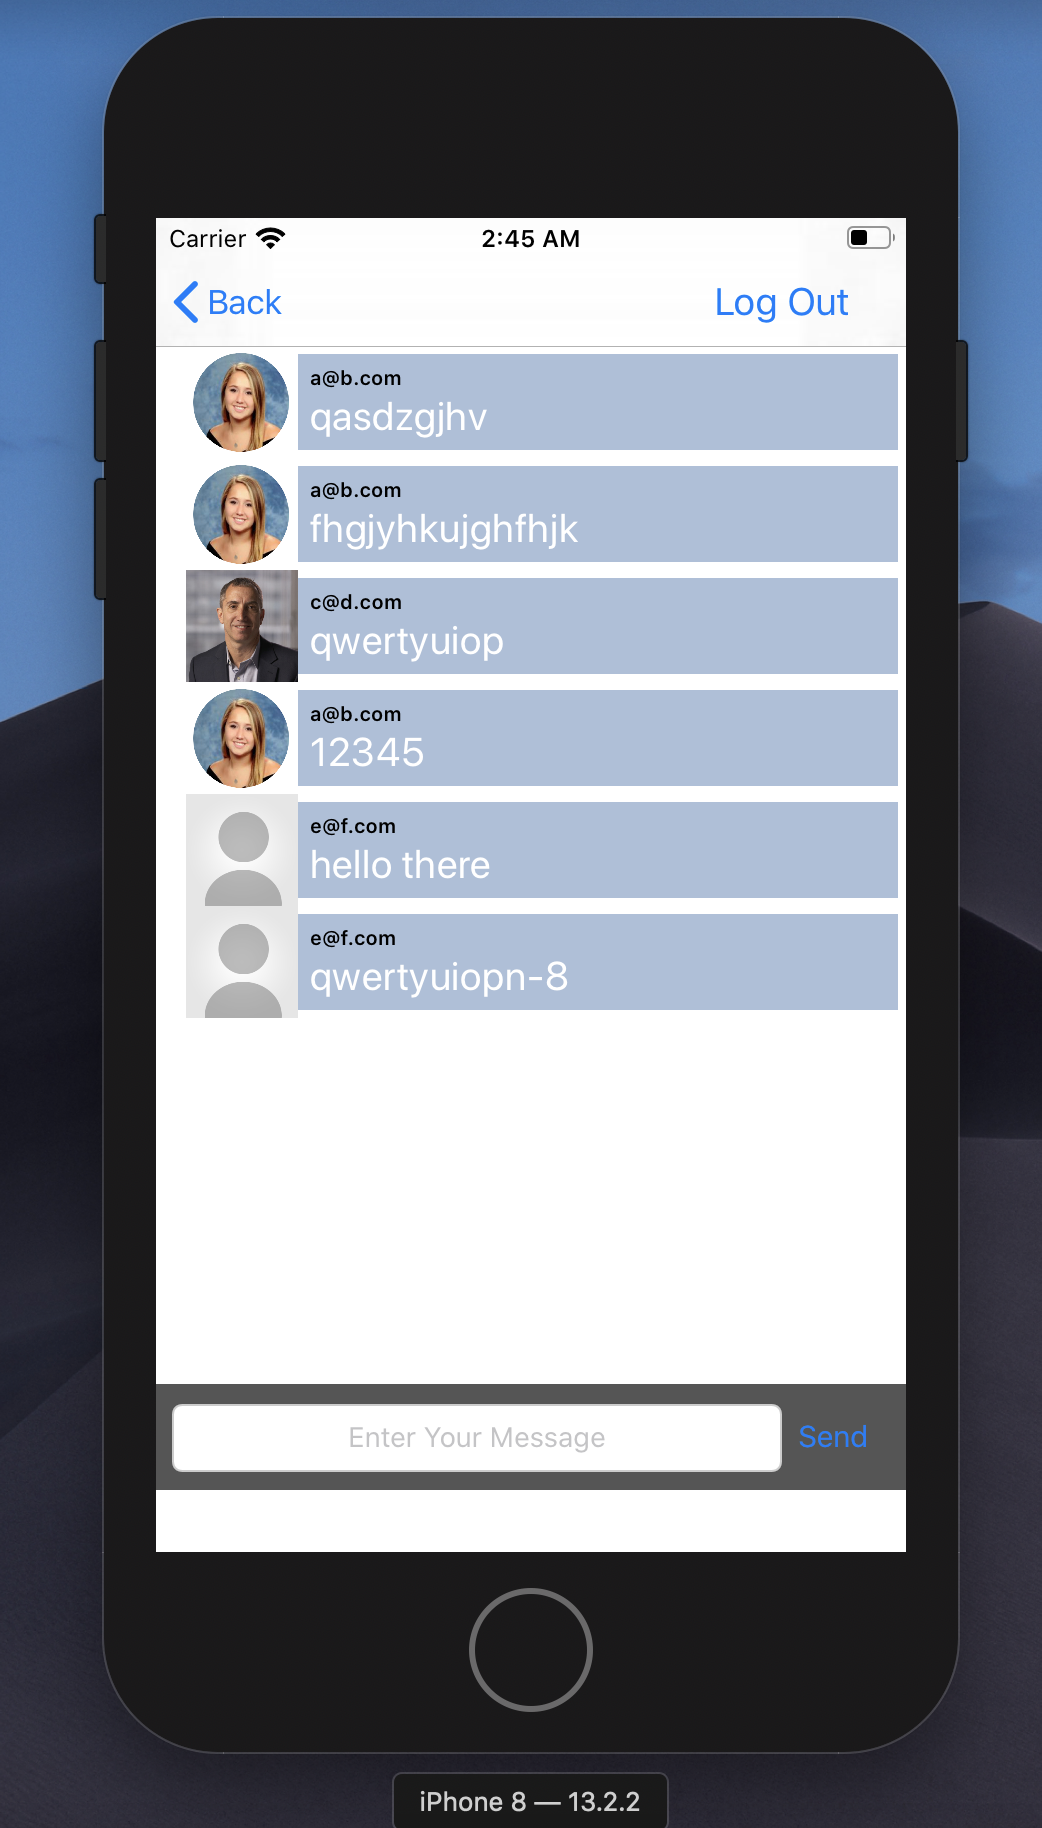 Carrier 2:45 AM
Back Log Out
a@b.com
qasdzgjhv
a@b.com
fhgjyhkujghfhjk
c@d.com
qwertyuiop
a@b.com
12345
e@f.com
hello there
e@f.com
qwertyuiopn-8
Enter Your Message Send
iPhone 8 — 13.2.2